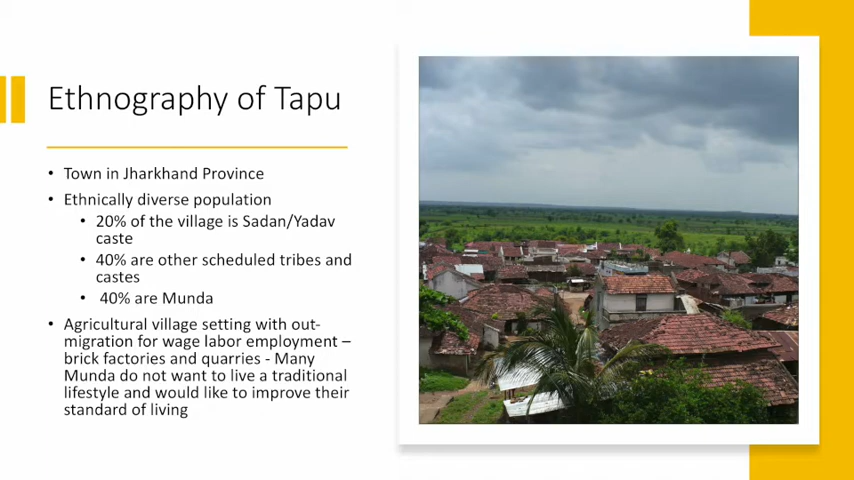 Ethnography of Tapu
• Town in Jharkhand Province
• Ethnically diverse population
• 20% of the village is Sadan/Yadav
caste
• 40% are other scheduled tribes and
castes
• 40% are Munda
• Agricultural village setting with out-
migration for wage labor employment –
brick factories and quarries - Many
Munda do not want to live a traditional
lifestyle and would like to improve their
standard of living